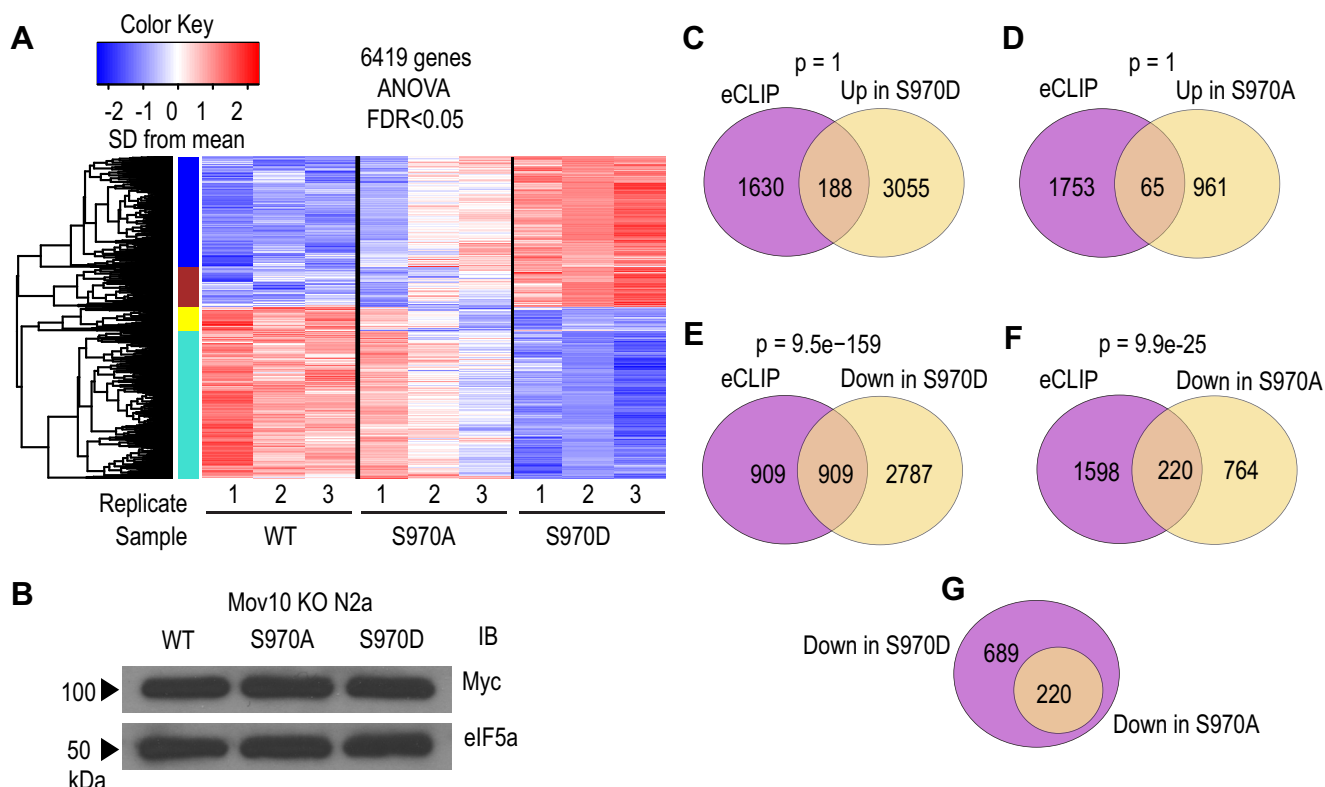 A
Color Key
-2 -1 0 1 2
SD from mean
6419 genes
ANOVA
FDR<0.05
Replicate
1 2 3 1 2 3 1 2 3
Sample
WT S970A S970D
B
Mov10 KO N2a
WT S970A S970D IB
100 Myc
50 eIF5a
kDa
C
p = 1
eCLIP Up in S970D
1630 188 3055
D
p = 1
eCLIP Up in S970A
1753 65 961
E
p = 9.5e−159
eCLIP Down in S970D
909 909 2787
F
p = 9.9e-25
eCLIP Down in S970A
1598 220 764
G
Down in S970D
689
220
Down in S970A